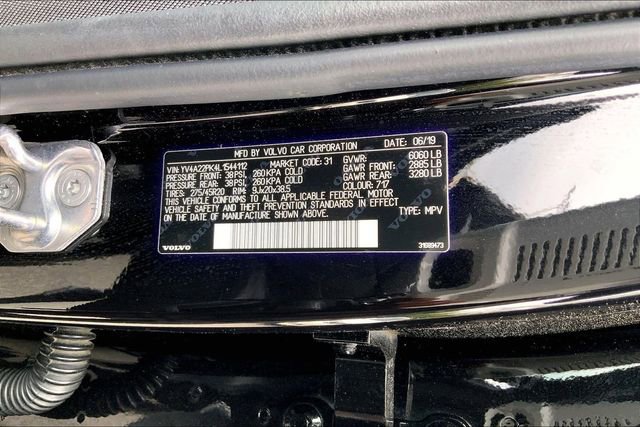 MFD BY VOLVO CAR CORPORATION DATE: 06/19
VIN: YV4A22PK4L1544112 MARKET CODE: 31 GVWR: 6060 LB
PRESSURE FRONT: 38 PSI, 260 KPA COLD GAWR FRONT: 2885 LB
PRESSURE REAR: 38 PSI, 260 KPA COLD GAWR REAR: 3280 LB
TIRES: 275/45R20 RIM: 9Jx20x38.5 COLOUR: 717
VEHICLE CONFORMS TO ALL APPLICABLE FEDERAL MOTOR
VEHICLE SAFETY AND THEFT PREVENTION STANDARDS IN EFFECT
ON THE DATE OF MANUFACTURE SHOWN ABOVE. TYPE: MPV
VOLVO 31689473